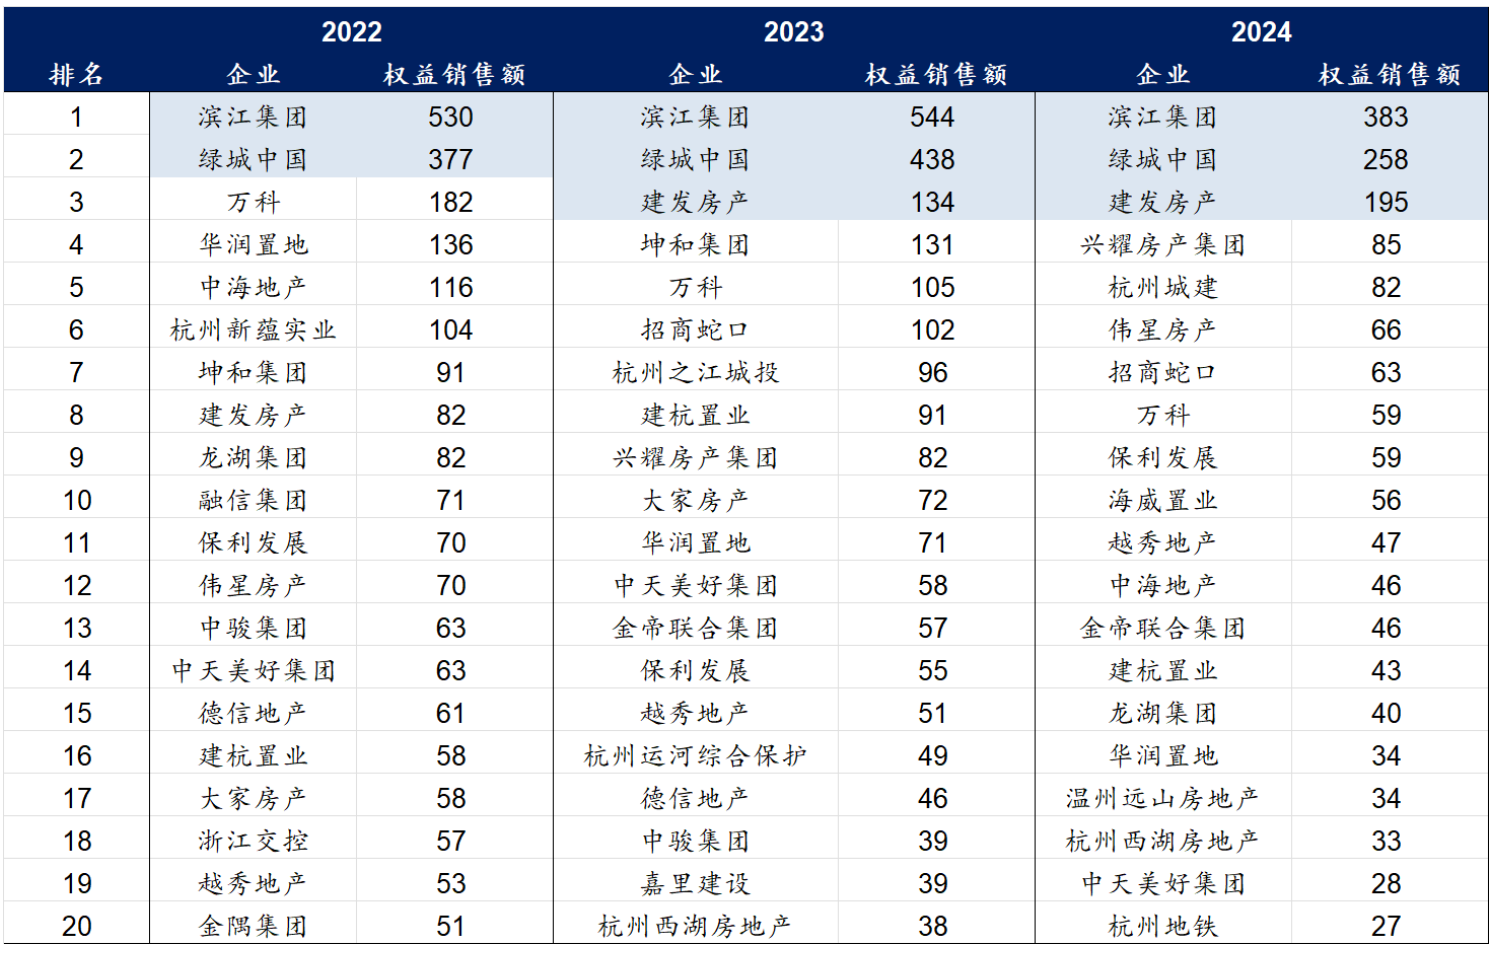 2022 2023 2024
排名 企业 权益销售额 企业 权益销售额 企业 权益销售额
1 滨江集团 530 滨江集团 544 滨江集团 383
2 绿城中国 377 绿城中国 438 绿城中国 258
3 万科 182 建发房产 134 建发房产 195
4 华润置地 136 坤和集团 131 兴耀房产集团 85
5 中海地产 116 万科 105 杭州城建 82
6 杭州新蕴实业 104 招商蛇口 102 伟星房产 66
7 坤和集团 91 杭州之江城投 96 招商蛇口 63
8 建发房产 82 建杭置业 91 万科 59
9 龙湖集团 82 兴耀房产集团 82 保利发展 59
10 融信集团 71 大家房产 72 海威置业 56
11 保利发展 70 华润置地 71 越秀地产 47
12 伟星房产 70 中天美好集团 58 中海地产 46
13 中骏集团 63 金帝联合集团 57 金帝联合集团 46
14 中天美好集团 63 保利发展 55 建杭置业 43
15 德信地产 61 越秀地产 51 龙湖集团 40
16 建杭置业 58 杭州运河综合保护 49 华润置地 34
17 大家房产 58 德信地产 46 温州远山房地产 34
18 浙江交控 57 中骏集团 39 杭州西湖房地产 33
19 越秀地产 53 嘉里建设 39 中天美好集团 28
20 金隅集团 51 杭州西湖房地产 38 杭州地铁 27